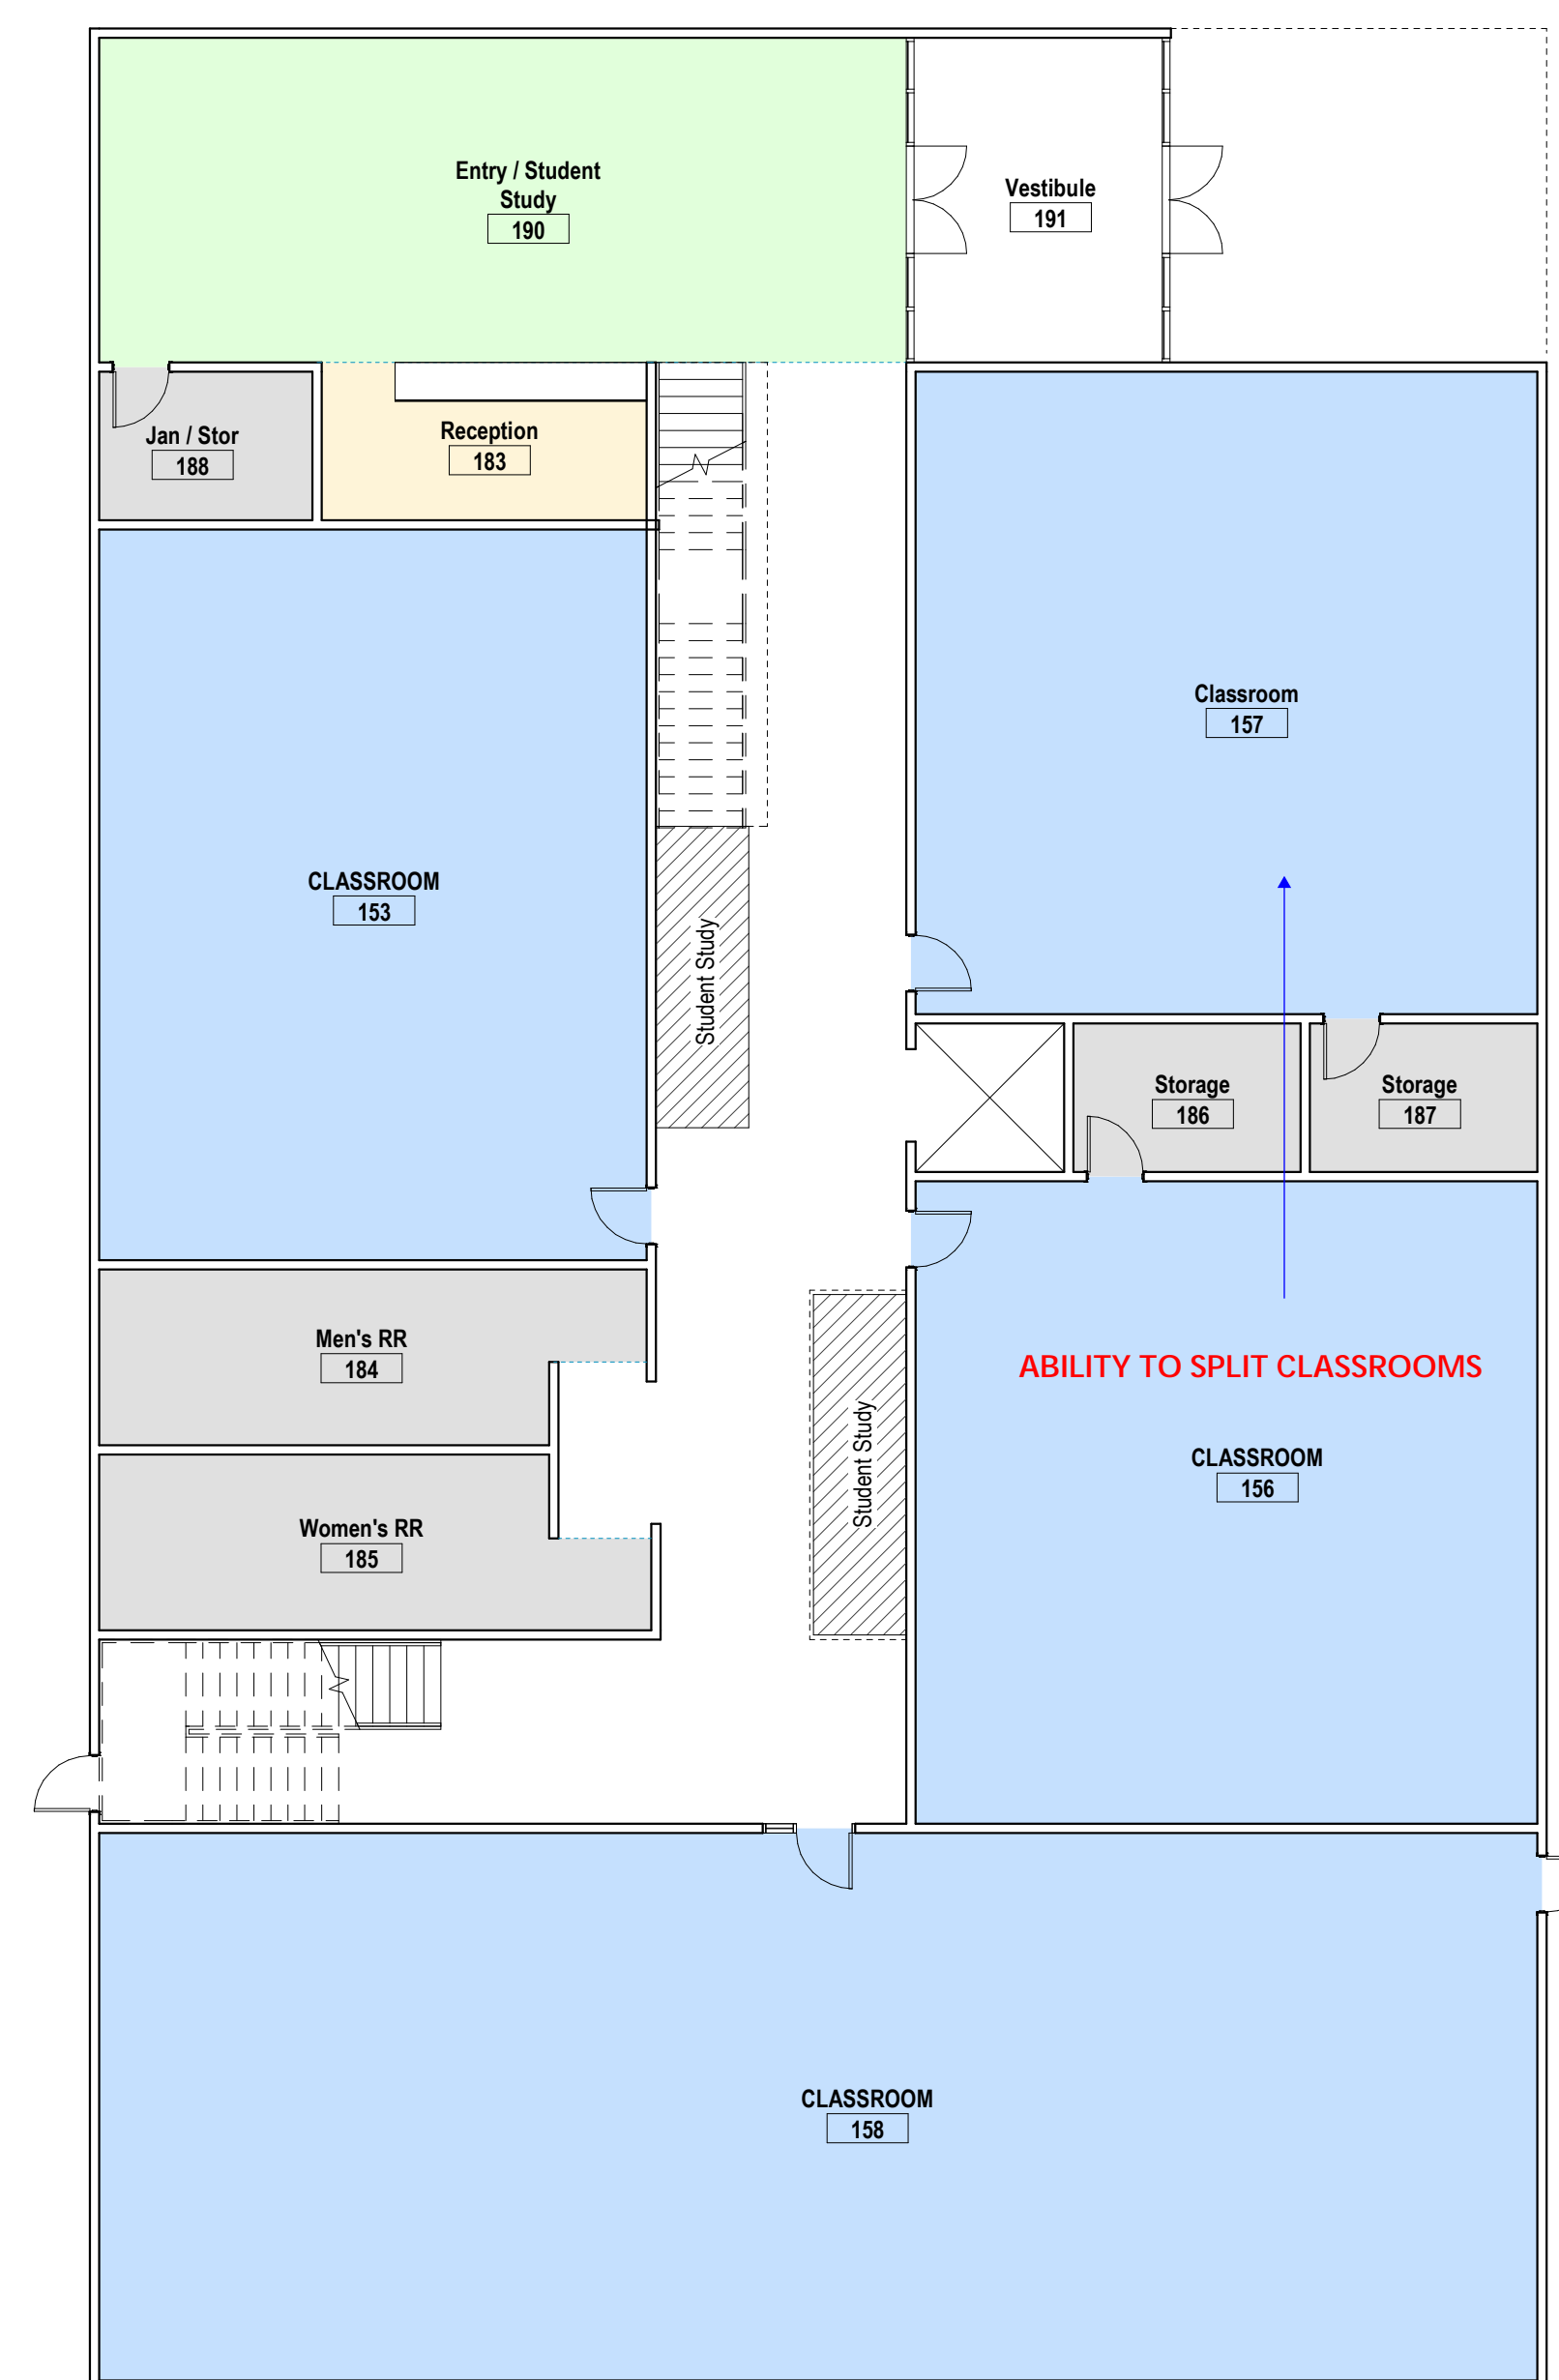 Entry / Student
Study
190
Vestibule
191
Jan / Stor
188
Reception
183
Classroom
157
CLASSROOM
153
Student Study
Storage
186
Storage
187
Men's RR
184
ABILITY TO SPLIT CLASSROOMS
Student Study
CLASSROOM
156
Women's RR
185
CLASSROOM
158